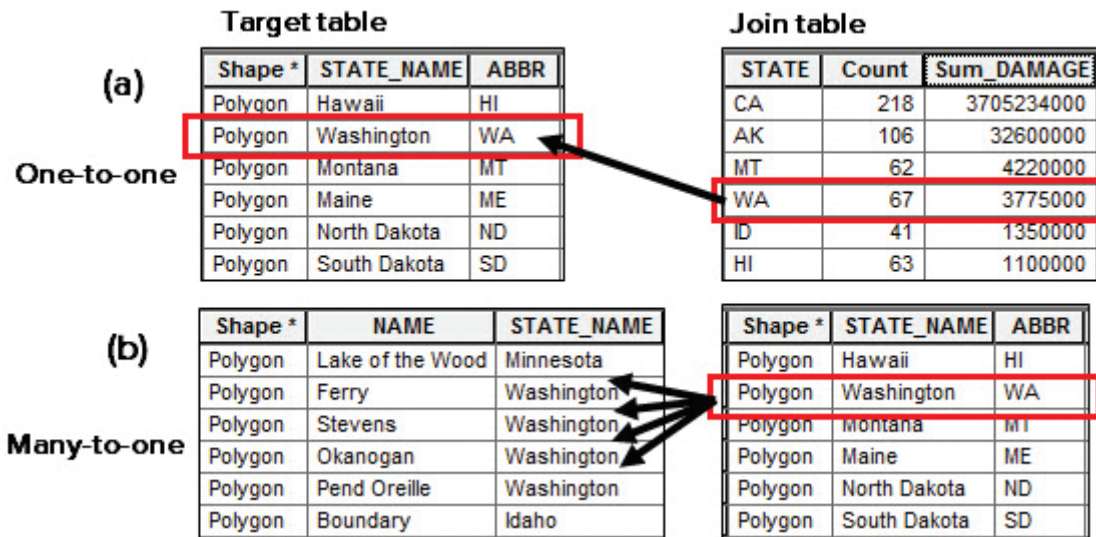 Target table Join table
(a)
One-to-one
Shape * STATE_NAME ABBR
Polygon Hawaii HI
Polygon Washington WA
Polygon Montana MT
Polygon Maine ME
Polygon North Dakota ND
Polygon South Dakota SD
STATE Count Sum_DAMAGE
CA 218 3705234000
AK 106 32600000
MT 62 4220000
WA 67 3775000
ID 41 1350000
HI 63 1100000
(b)
Many-to-one
Shape * NAME STATE_NAME
Polygon Lake of the Wood Minnesota
Polygon Ferry Washington
Polygon Stevens Washington
Polygon Okanogan Washington
Polygon Pend Oreille Washington
Polygon Boundary Idaho
Shape * STATE_NAME ABBR
Polygon Hawaii HI
Polygon Washington WA
Polygon Montana MT
Polygon Maine ME
Polygon North Dakota ND
Polygon South Dakota SD